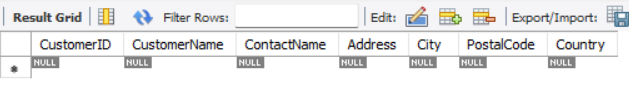 Result Grid Filter Rows: Edit: Export/Import:
CustomerID CustomerName ContactName Address City PostalCode Country
NULL NULL NULL NULL NULL NULL NULL